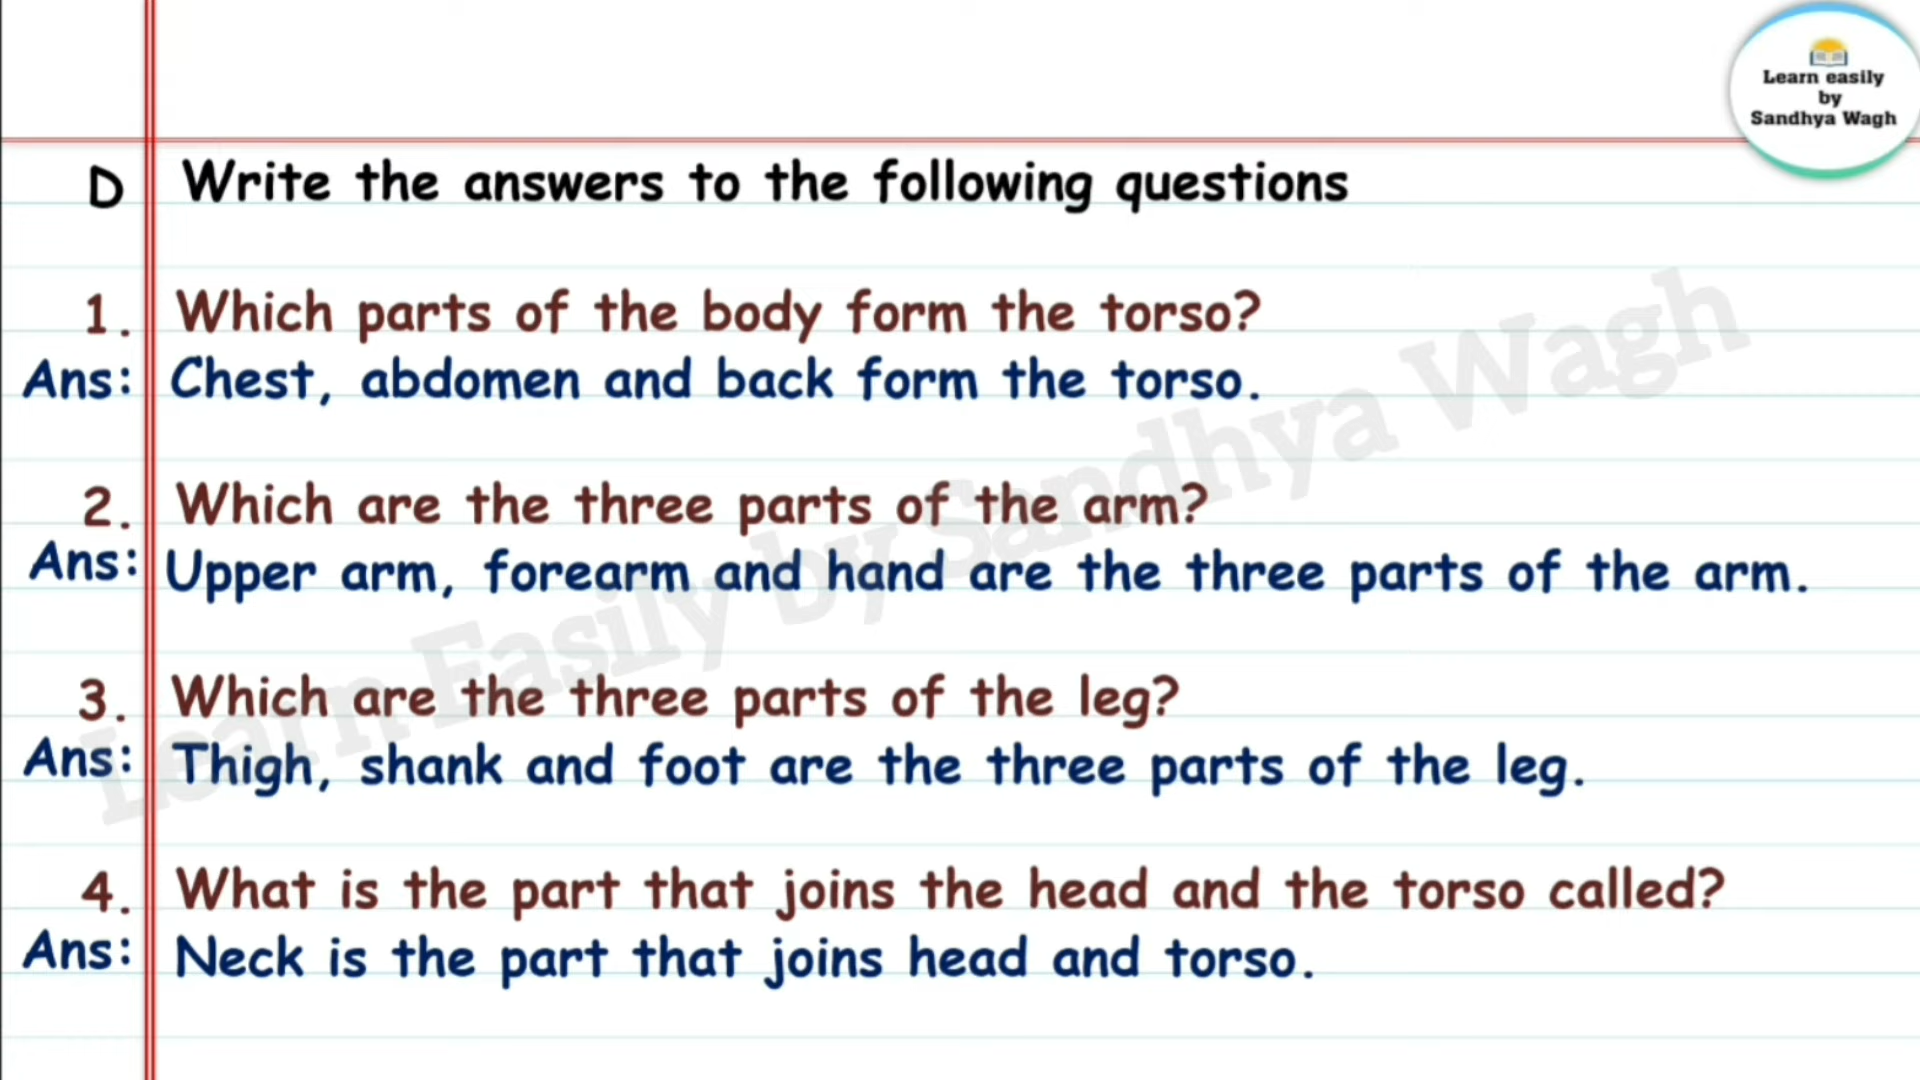 Learn easily
by
Sandhya Wagh
D Write the answers to the following questions
1. Which parts of the body form the torso?
Ans: Chest, abdomen and back form the torso.
2. Which are the three parts of the arm?
Ans: Upper arm, forearm and hand are the three parts of the arm.
3. Which are the three parts of the leg?
Ans: Thigh, shank and foot are the three parts of the leg.
4. What is the part that joins the head and the torso called?
Ans: Neck is the part that joins head and torso.
Learn Easily by Sandhya Wagh